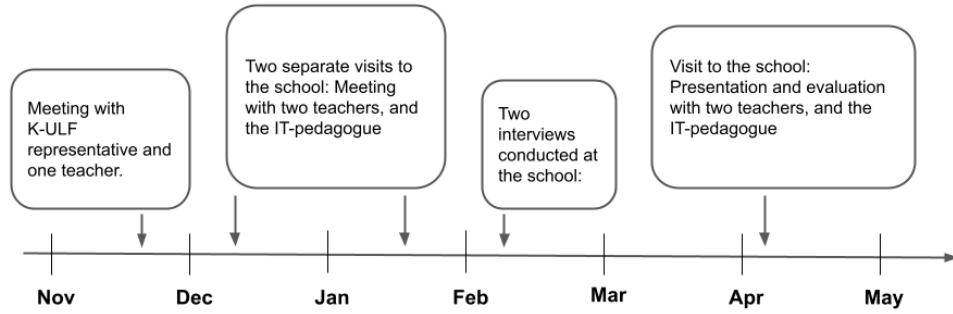 Meeting with
K-ULF
representative and
one teacher.
Two separate visits to
the school: Meeting
with two teachers, and
the IT-pedagogue
Two
interviews
conducted at
the school:
Visit to the school:
Presentation and evaluation
with two teachers, and the
IT-pedagogue
Nov
Dec
Jan
Feb
Mar
Apr
May